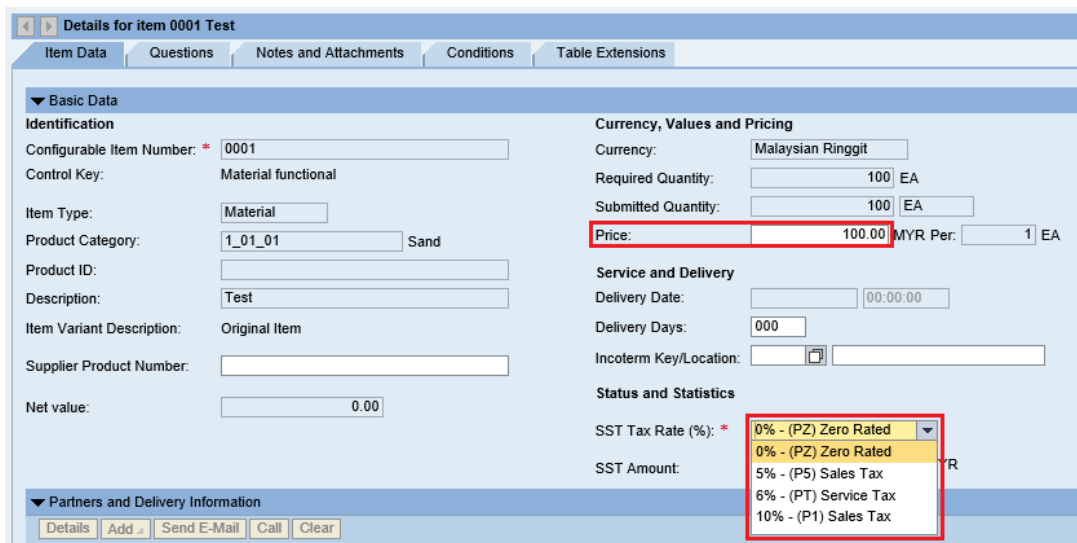 Details for item 0001 Test
Item Data Questions Notes and Attachments Conditions Table Extensions
Basic Data
Identification
Configurable Item Number: * 0001
Control Key: Material functional
Item Type: Material
Product Category: 1_01_01 Sand
Product ID:
Description: Test
Item Variant Description: Original Item
Supplier Product Number:
Net value: 0.00
Currency, Values and Pricing
Currency: Malaysian Ringgit
Required Quantity: 100 EA
Submitted Quantity: 100 EA
Price: 100.00 MYR Per: 1 EA
Service and Delivery
Delivery Date: 00:00:00
Delivery Days: 000
Incoterm Key/Location:
Status and Statistics
SST Tax Rate (%): * 0% - (PZ) Zero Rated
0% - (PZ) Zero Rated
5% - (P5) Sales Tax
6% - (PT) Service Tax
10% - (P1) Sales Tax
SST Amount:
Partners and Delivery Information
Details Add Send E-Mail Call Clear